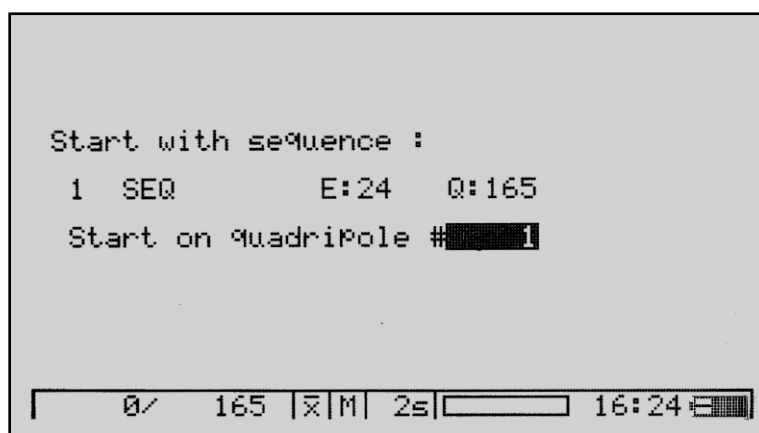 Start with sequence :
1 SEQ E:24 Q:165
Start on quadripole # 1
0/ 165 |x̅|M| 2s| 16:24